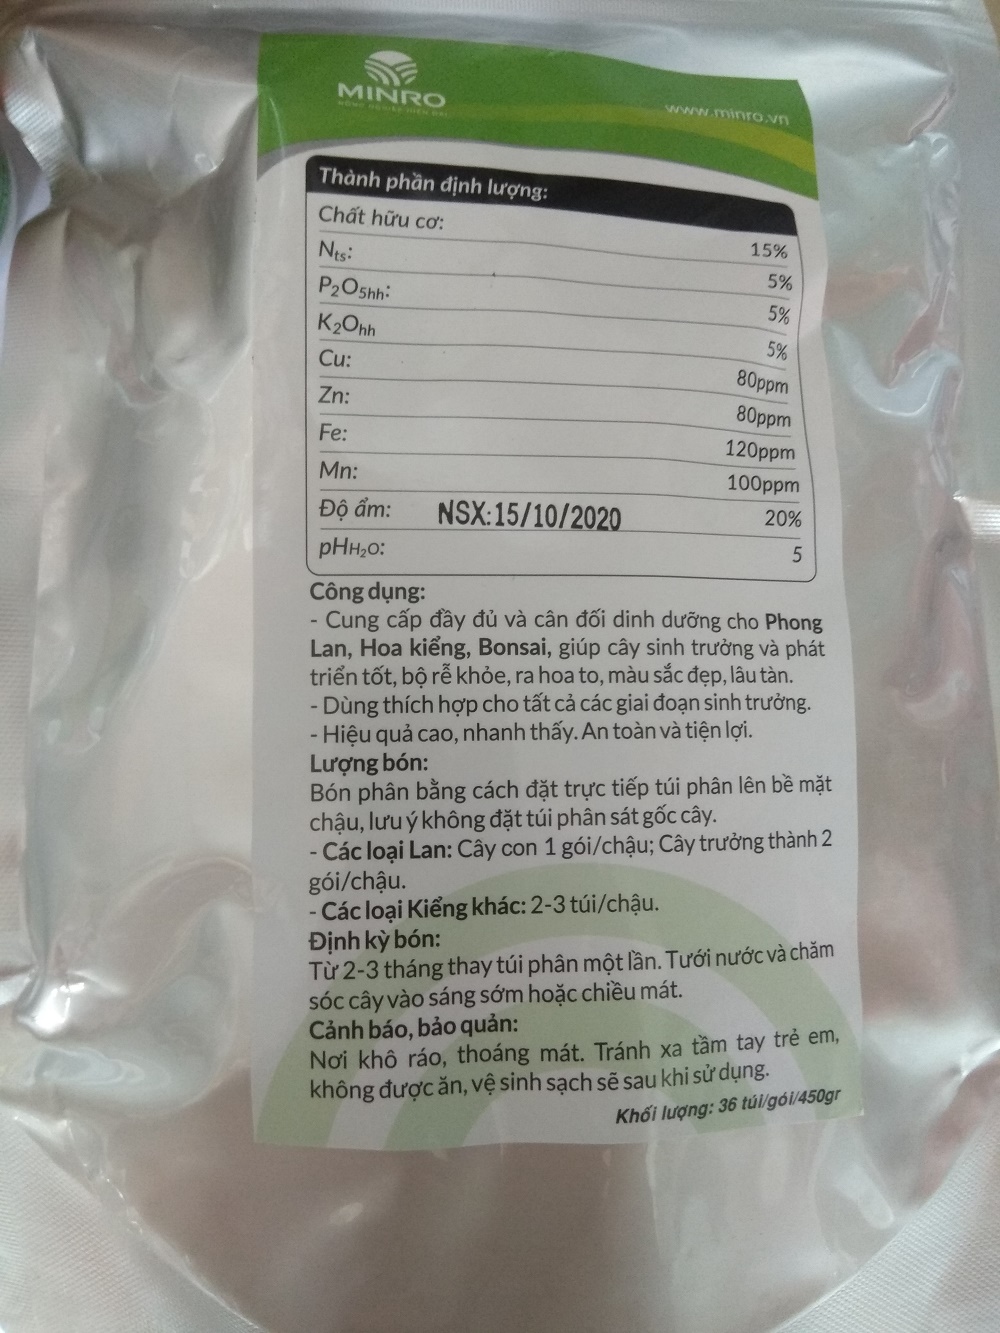 MINRO
NÔNG NGHIỆP HIỆN ĐẠI
www.minro.vn
Thành phần định lượng:
Chất hữu cơ: 15%
Nts: 5%
P₂O5hh: 5%
K₂Ohh 5%
Cu: 80ppm
Zn: 80ppm
Fe: 120ppm
Mn: 100ppm
Độ ẩm: NSX:15/10/2020 20%
pHH₂O: 5
Công dụng:
- Cung cấp đầy đủ và cân đối dinh dưỡng cho Phong
Lan, Hoa kiểng, Bonsai, giúp cây sinh trưởng và phát
triển tốt, bộ rễ khỏe, ra hoa to, màu sắc đẹp, lâu tàn.
- Dùng thích hợp cho tất cả các giai đoạn sinh trưởng.
- Hiệu quả cao, nhanh thấy. An toàn và tiện lợi.
Lượng bón:
Bón phân bằng cách đặt trực tiếp túi phân lên bề mặt
chậu, lưu ý không đặt túi phân sát gốc cây.
- Các loại Lan: Cây con 1 gói/chậu; Cây trưởng thành 2
gói/chậu.
- Các loại Kiểng khác: 2-3 túi/chậu.
Định kỳ bón:
Từ 2-3 tháng thay túi phân một lần. Tưới nước và chăm
sóc cây vào sáng sớm hoặc chiều mát.
Cảnh báo, bảo quản:
Nơi khô ráo, thoáng mát. Tránh xa tầm tay trẻ em,
không được ăn, vệ sinh sạch sẽ sau khi sử dụng.
Khối lượng: 36 túi/gói/450gr